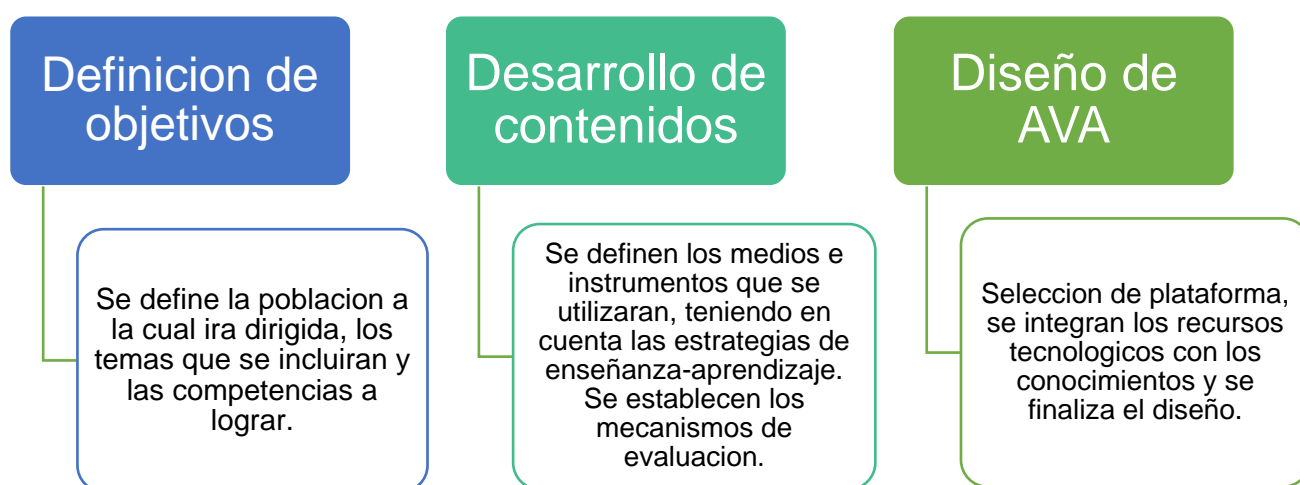 Definicion de
objetivos
Se define la poblacion a
la cual ira dirigida, los
temas que se incluiran y
las competencias a
lograr.
Desarrollo de
contenidos
Se definen los medios e
instrumentos que se
utilizaran, teniendo en
cuenta las estrategias de
enseñanza-aprendizaje.
Se establecen los
mecanismos de
evaluacion.
Diseño de
AVA
Seleccion de plataforma,
se integran los recursos
tecnologicos con los
conocimientos y se
finaliza el diseño.